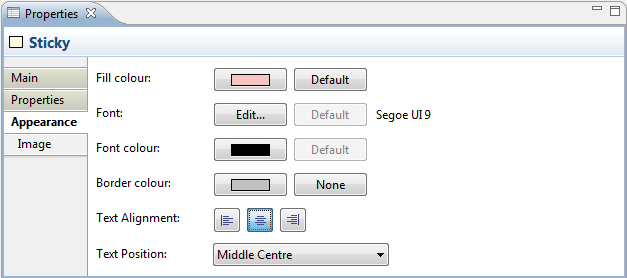 Properties
Sticky
Main
Properties
Appearance
Image
Fill colour: Default
Font: Edit... Default Segoe UI 9
Font colour: Default
Border colour: None
Text Alignment:
Text Position: Middle Centre